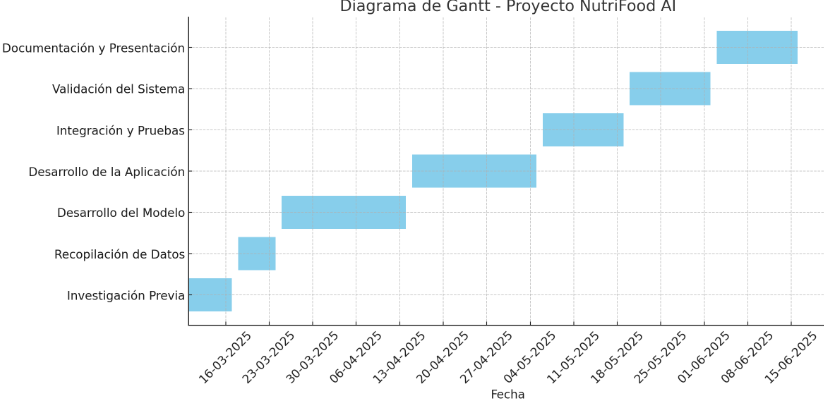 Diagrama de Gantt - Proyecto NutriFood AI
Documentación y Presentación
Validación del Sistema
Integración y Pruebas
Desarrollo de la Aplicación
Desarrollo del Modelo
Recopilación de Datos
Investigación Previa
16-03-2025
23-03-2025
30-03-2025
06-04-2025
13-04-2025
20-04-2025
27-04-2025
04-05-2025
11-05-2025
18-05-2025
25-05-2025
01-06-2025
08-06-2025
15-06-2025
Fecha